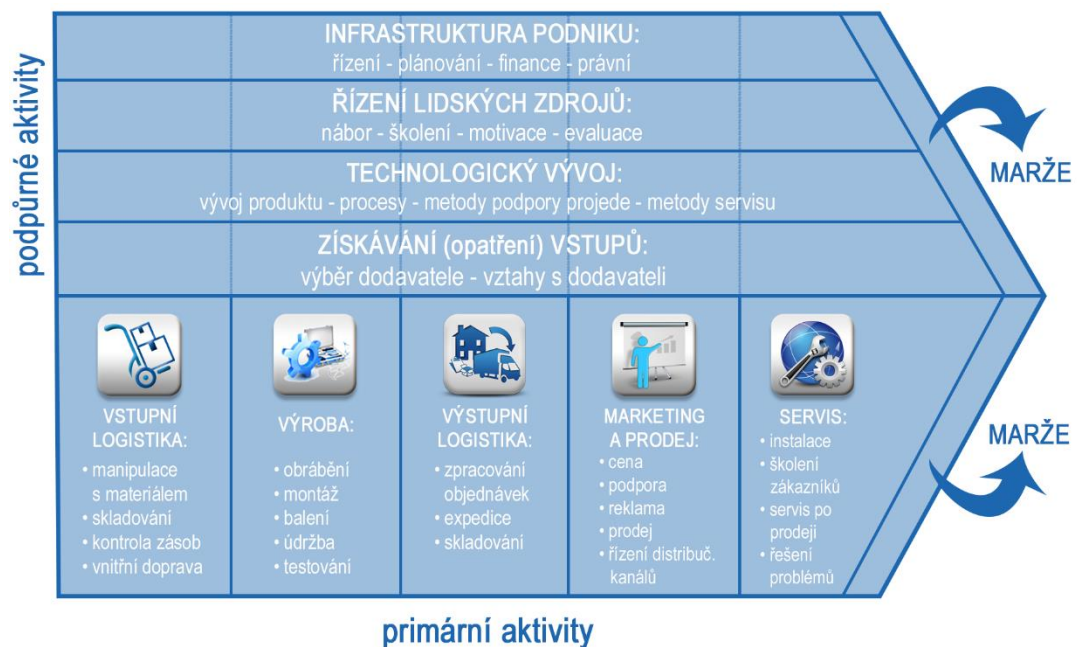 podpůrné aktivity
INFRASTRUKTURA PODNIKU:
řízení - plánování - finance - právní
ŘÍZENÍ LIDSKÝCH ZDROJŮ:
nábor - školení - motivace - evaluace
TECHNOLOGICKÝ VÝVOJ:
vývoj produktu - procesy - metody podpory projede - metody servisu
ZÍSKÁVÁNÍ (opatření) VSTUPŮ:
výběr dodavatele - vztahy s dodavateli
MARŽE
VSTUPNÍ
LOGISTIKA:
• manipulace
s materiálem
• skladování
• kontrola zásob
• vnitřní doprava
VÝROBA:
• obrábění
• montáž
• balení
• údržba
• testování
VÝSTUPNÍ
LOGISTIKA:
• zpracování
objednávek
• expedice
• skladování
MARKETING
A PRODEJ:
• cena
• podpora
• reklama
• prodej
• řízení distribuč.
kanálů
SERVIS:
• instalace
• školení
zákazníků
• servis po
prodeji
• řešení
problémů
MARŽE
primární aktivity